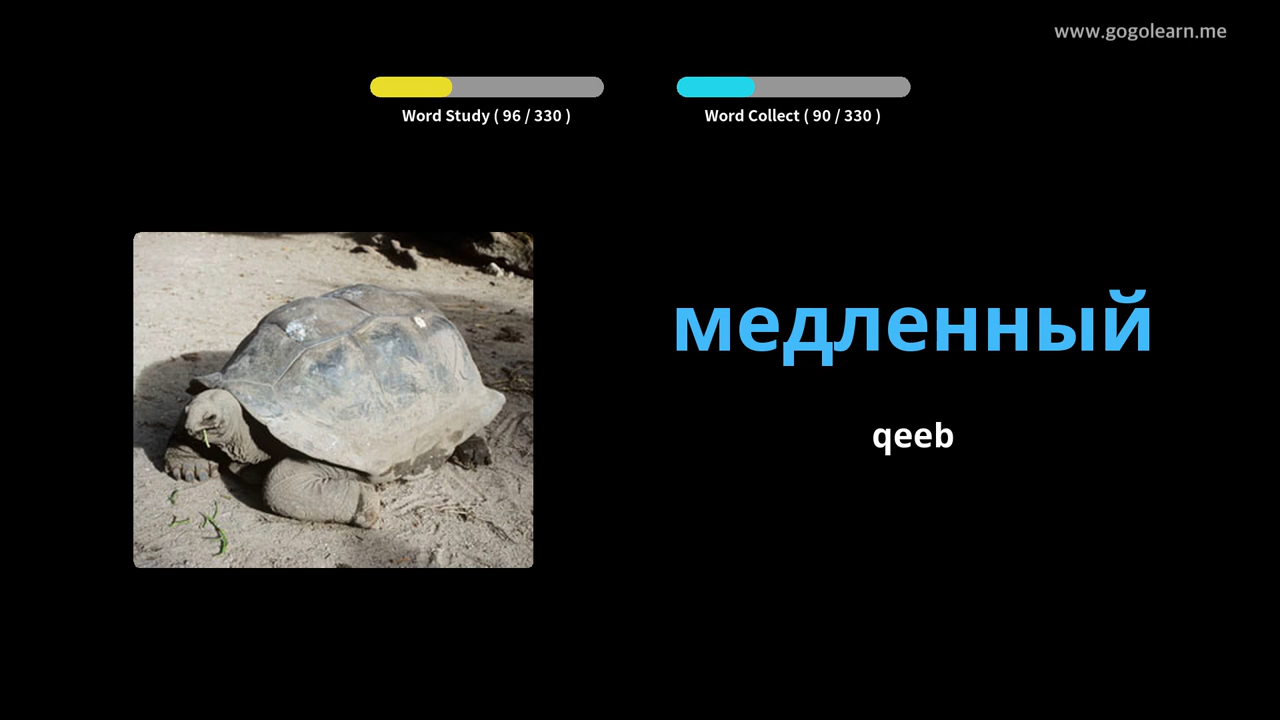 www.gogolearn.me
Word Study ( 96 / 330 )
Word Collect ( 90 / 330 )
медленный
qeeb